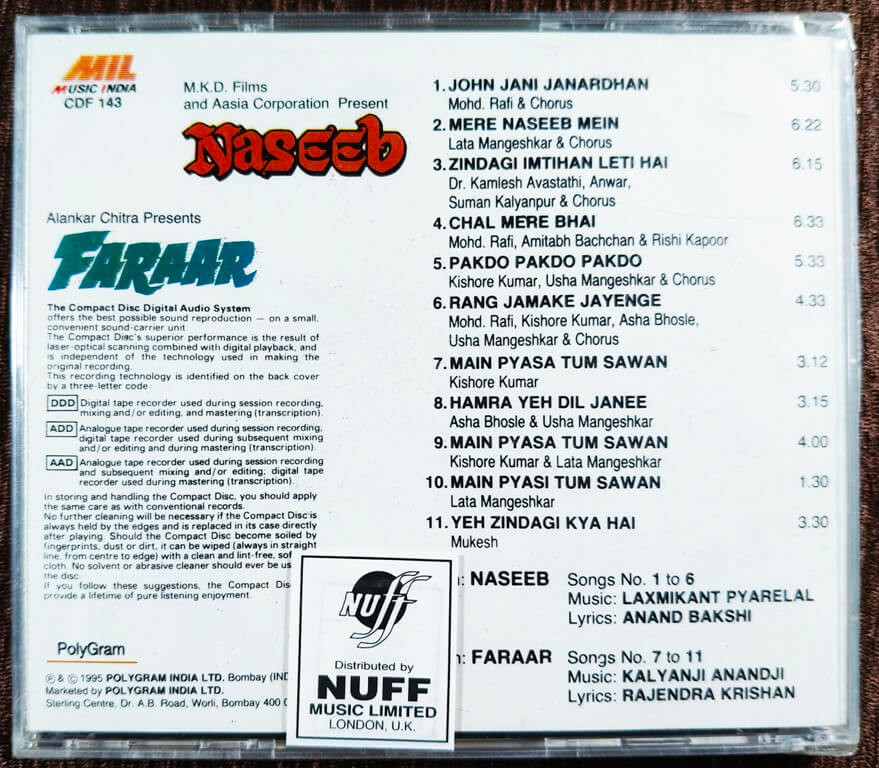 MIL
MUSIC INDIA
CDF 143
M.K.D. Films
and Aasia Corporation Present
Naseeb
Alankar Chitra Presents
FARAAR
The Compact Disc Digital Audio System
offers the best possible sound reproduction — on a small,
convenient sound-carrier unit.
The Compact Disc's superior performance is the result of
laser-optical scanning combined with digital playback, and
is independent of the technology used in making the
original recording.
This recording technology is identified on the back cover
by a three-letter code:
DDD Digital tape recorder used during session recording,
mixing and/or editing, and mastering (transcription).
ADD Analogue tape recorder used during session recording;
digital tape recorder used during subsequent mixing
and/or editing and during mastering (transcription).
AAD Analogue tape recorder used during session recording
and subsequent mixing and/or editing; digital tape
recorder used during mastering (transcription).
In storing and handling the Compact Disc, you should apply
the same care as with conventional records.
No further cleaning will be necessary if the Compact Disc is
always held by the edges and is replaced in its case directly
after playing. Should the Compact Disc become soiled by
fingerprints, dust or dirt, it can be wiped (always in straight
line, from centre to edge) with a clean and lint-free, sof
cloth. No solvent or abrasive cleaner should ever be us
the disc.
If you follow these suggestions, the Compact Dis
provide a lifetime of pure listening enjoyment.
PolyGram
Ⓟ & © 1995 POLYGRAM INDIA LTD. Bombay (IND
Marketed by POLYGRAM INDIA LTD.
Sterling Centre, Dr. A.B. Road, Worli, Bombay 400 0
1. JOHN JANI JANARDHAN 5.30
Mohd. Rafi & Chorus
2. MERE NASEEB MEIN 6.22
Lata Mangeshkar & Chorus
3. ZINDAGI IMTIHAN LETI HAI 6.15
Dr. Kamlesh Avastathi, Anwar,
Suman Kalyanpur & Chorus
4. CHAL MERE BHAI 6.33
Mohd. Rafi, Amitabh Bachchan & Rishi Kapoor
5. PAKDO PAKDO PAKDO 5.33
Kishore Kumar, Usha Mangeshkar & Chorus
6. RANG JAMAKE JAYENGE 4.33
Mohd. Rafi, Kishore Kumar, Asha Bhosle,
Usha Mangeshkar & Chorus
7. MAIN PYASA TUM SAWAN 3.12
Kishore Kumar
8. HAMRA YEH DIL JANEE 3.15
Asha Bhosle & Usha Mangeshkar
9. MAIN PYASA TUM SAWAN 4.00
Kishore Kumar & Lata Mangeshkar
10. MAIN PYASI TUM SAWAN 1.30
Lata Mangeshkar
11. YEH ZINDAGI KYA HAI 3.30
Mukesh
: NASEEB Songs No. 1 to 6
Music: LAXMIKANT PYARELAL
Lyrics: ANAND BAKSHI
: FARAAR Songs No. 7 to 11
Music: KALYANJI ANANDJI
Lyrics: RAJENDRA KRISHAN
NUFF
Distributed by
NUFF
MUSIC LIMITED
LONDON, U.K.